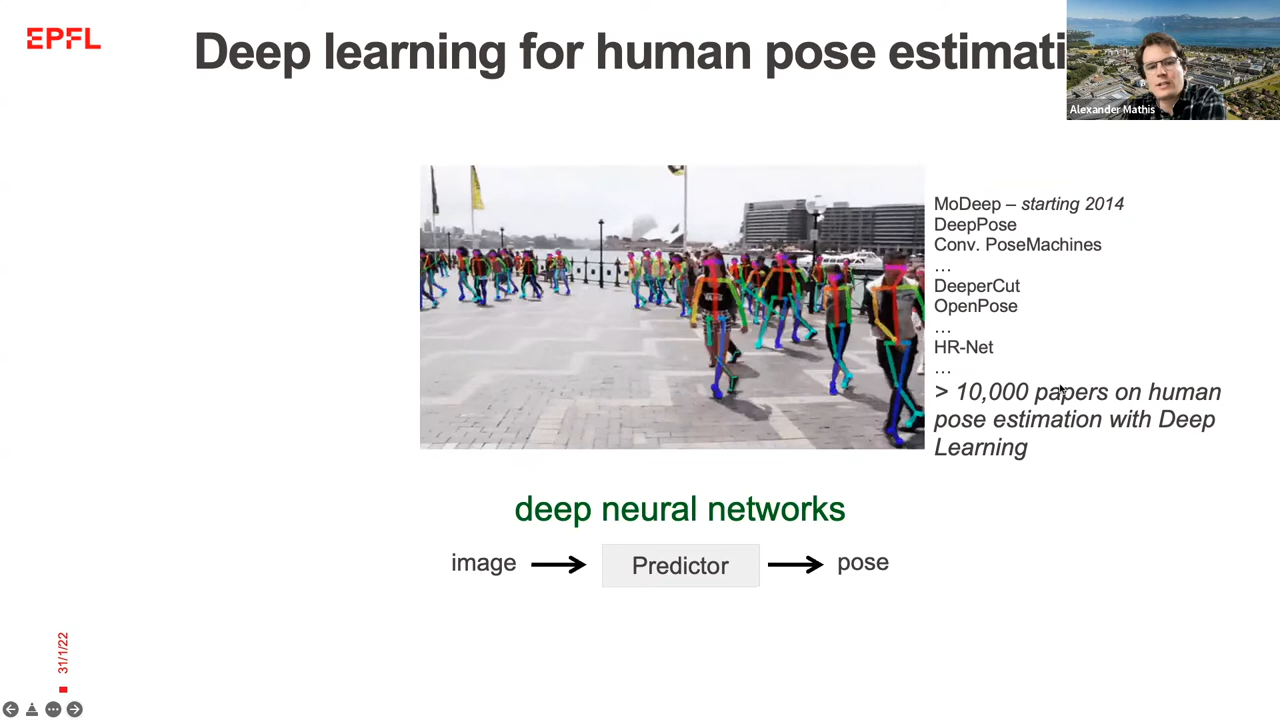 EPFL
Deep learning for human pose estimati
Alexander Mathis
MoDeep – starting 2014
DeepPose
Conv. PoseMachines
…
DeeperCut
OpenPose
…
HR-Net
…
> 10,000 papers on human
pose estimation with Deep
Learning
deep neural networks
image
Predictor
pose
31/1/22